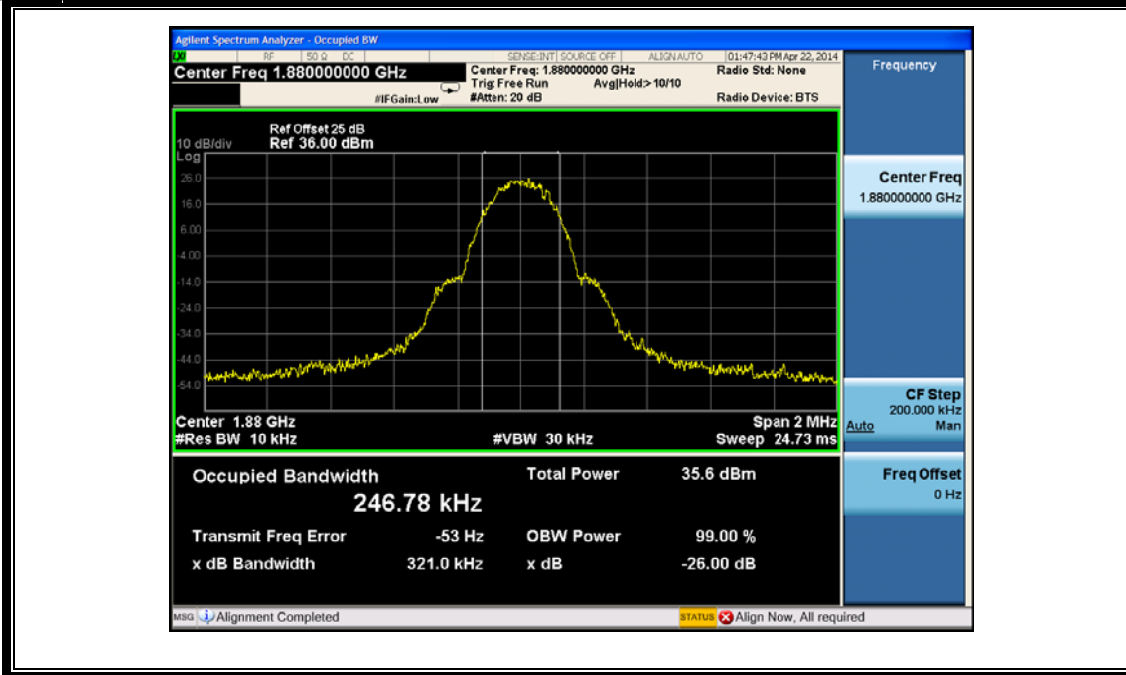 Agilent Spectrum Analyzer - Occupied BW
LXI RF 50 Ω DC SENSE:INT SOURCE OFF ALIGN AUTO 01:47:43 PM Apr 22, 2014
Center Freq 1.880000000 GHz
Center Freq: 1.880000000 GHz
Radio Std: None
Trig: Free Run Avg|Hold:> 10/10
#IFGain:Low
#Atten: 20 dB
Radio Device: BTS
Ref Offset 25 dB
10 dB/div Ref 36.00 dBm
Log
26.0
16.0
6.00
-4.00
-14.0
-24.0
-34.0
-44.0
-54.0
Center 1.88 GHz
Span 2 MHz
#Res BW 10 kHz
#VBW 30 kHz
Sweep 24.73 ms
Occupied Bandwidth
246.78 kHz
Total Power 35.6 dBm
Transmit Freq Error -53 Hz
OBW Power 99.00 %
x dB Bandwidth 321.0 kHz
x dB -26.00 dB
Frequency
Center Freq
1.880000000 GHz
CF Step
200.000 kHz
Auto Man
Freq Offset
0 Hz
MSG Alignment Completed
STATUS Align Now, All required